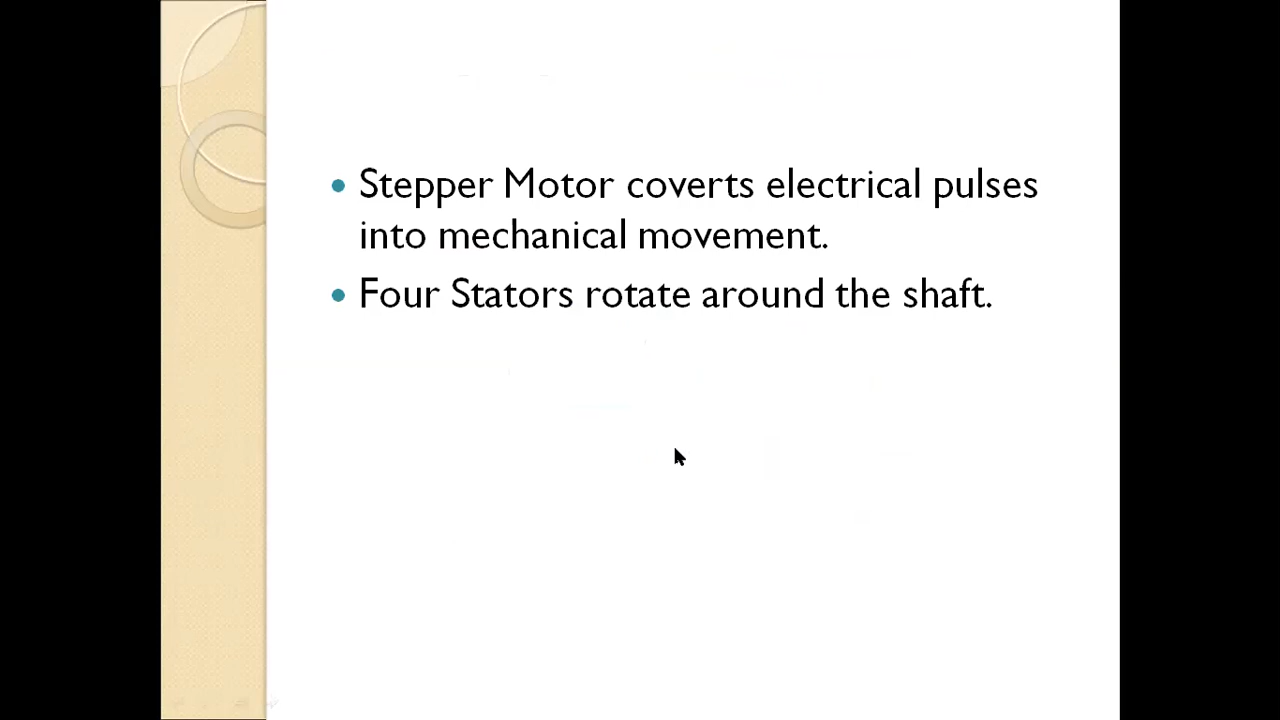 Stepper Motor coverts electrical pulses
into mechanical movement.
Four Stators rotate around the shaft.